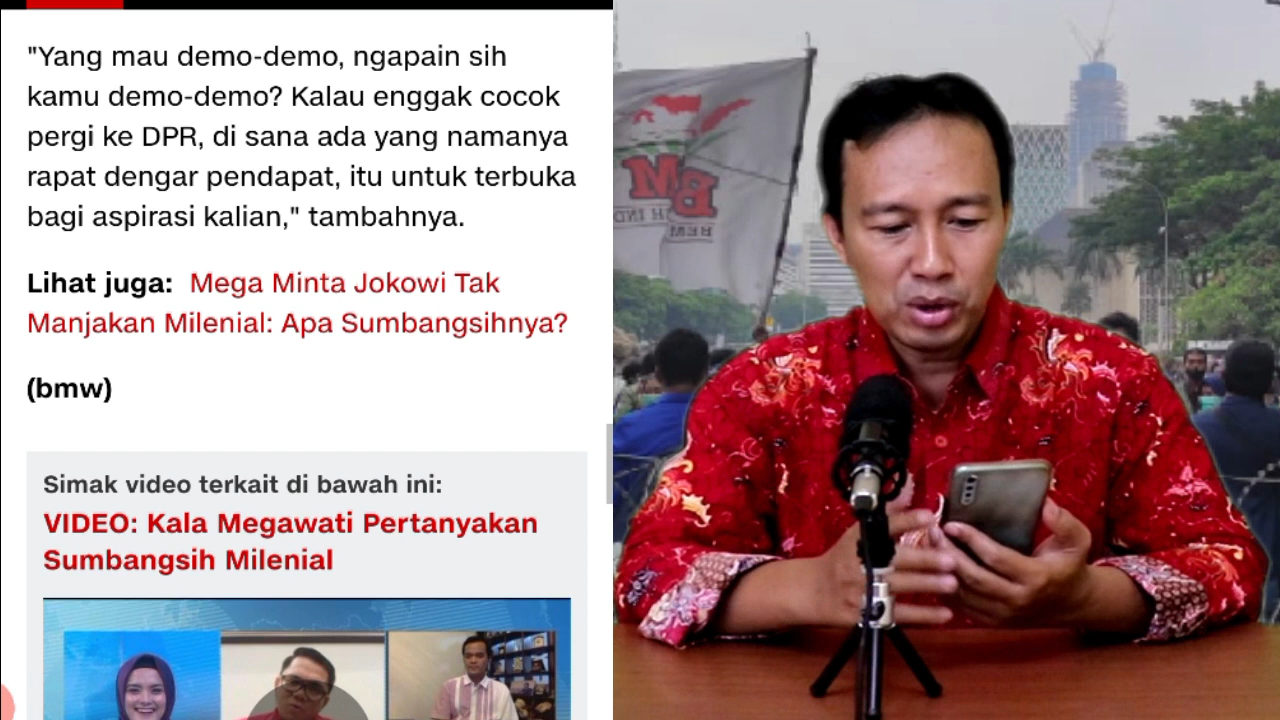 "Yang mau demo-demo, ngapain sih
kamu demo-demo? Kalau enggak cocok
pergi ke DPR, di sana ada yang namanya
rapat dengar pendapat, itu untuk terbuka
bagi aspirasi kalian," tambahnya.
Lihat juga: Mega Minta Jokowi Tak
Manjakan Milenial: Apa Sumbangsihnya?
(bmw)
Simak video terkait di bawah ini:
VIDEO: Kala Megawati Pertanyakan
Sumbangsih Milenial